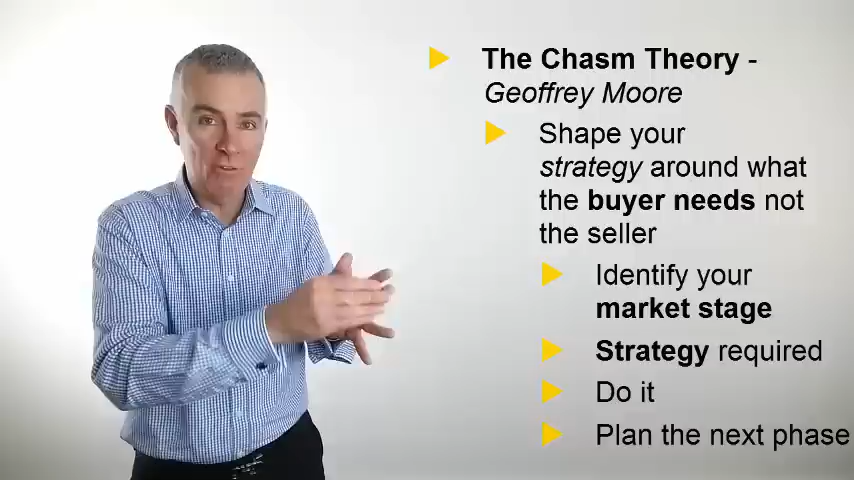 The Chasm Theory -
Geoffrey Moore
Shape your
strategy around what
the buyer needs not
the seller
Identify your
market stage
Strategy required
Do it
Plan the next phase